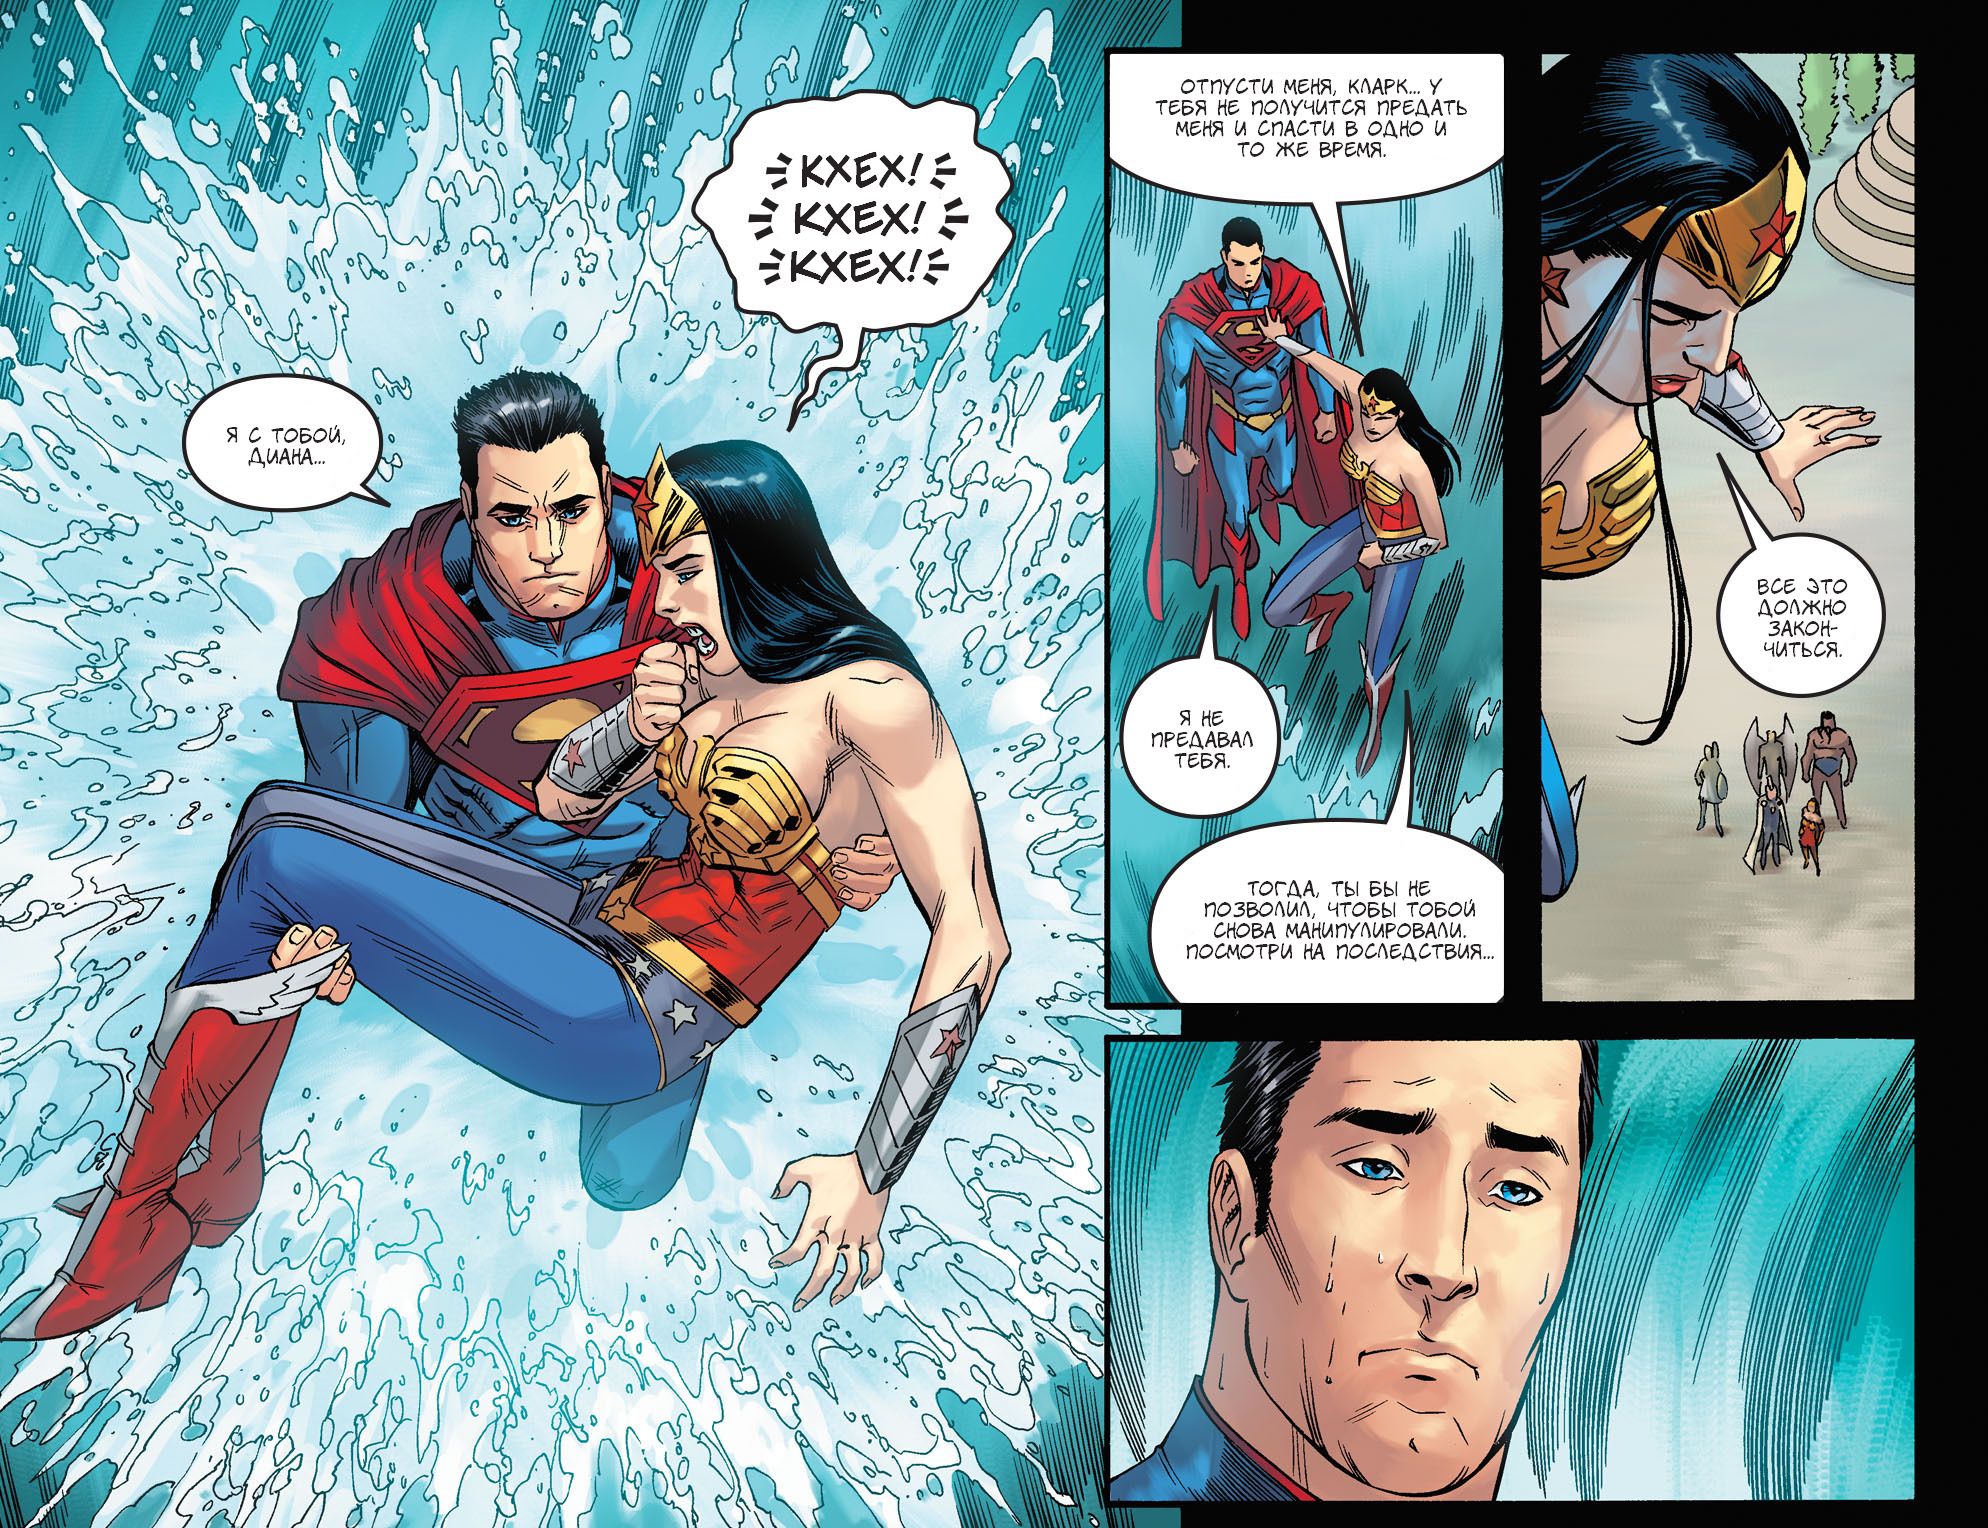 Я С ТОБОЙ,
ДИАНА...
КХЕХ!
КХЕХ!
КХЕХ!
ОТПУСТИ МЕНЯ, КЛАРК... У
ТЕБЯ НЕ ПОЛУЧИТСЯ ПРЕДАТЬ
МЕНЯ И СПАСТИ В ОДНО И
ТО ЖЕ ВРЕМЯ.
Я НЕ
ПРЕДАВАЛ
ТЕБЯ.
ТОГДА, ТЫ БЫ НЕ
ПОЗВОЛИЛ, ЧТОБЫ ТОБОЙ
СНОВА МАНИПУЛИРОВАЛИ.
ПОСМОТРИ НА ПОСЛЕДСТВИЯ...
ВСЕ ЭТО
ДОЛЖНО
ЗАКОН-
ЧИТЬСЯ.